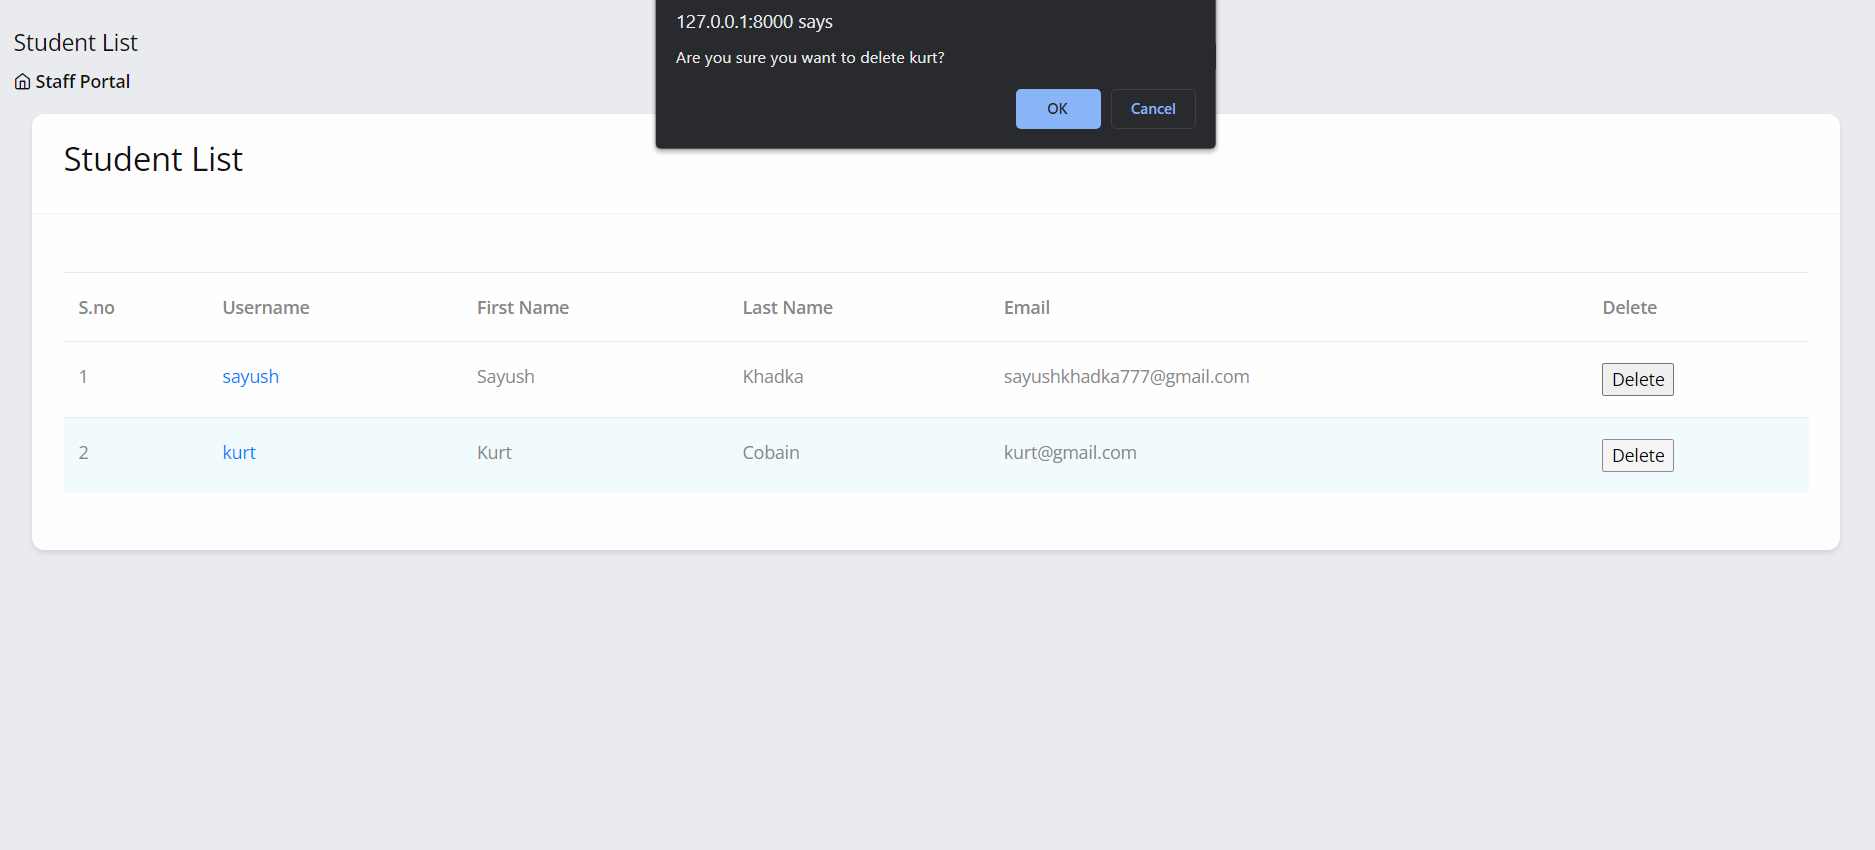 127.0.0.1:8000 says
Are you sure you want to delete kurt?
OK Cancel
Student List
Staff Portal
Student List
S.no Username First Name Last Name Email Delete
1 sayush Sayush Khadka sayushkhadka777@gmail.com Delete
2 kurt Kurt Cobain kurt@gmail.com Delete